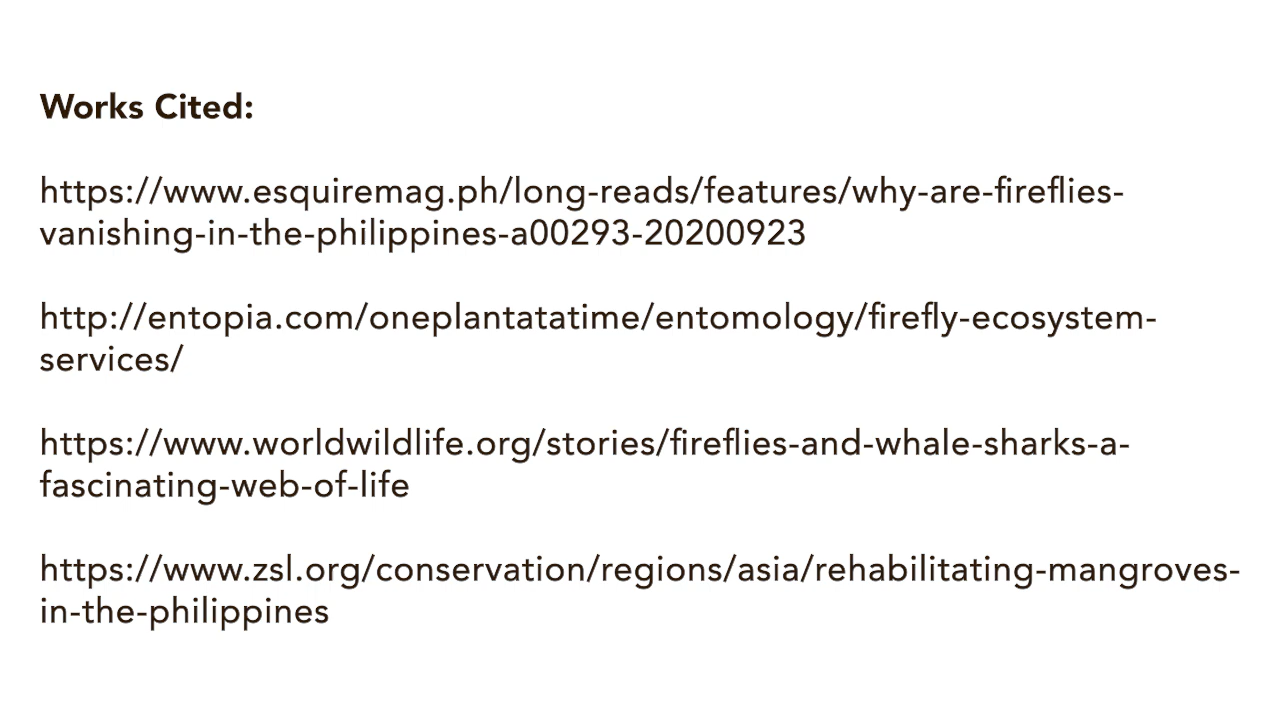 Works Cited:
https://www.esquiremag.ph/long-reads/features/why-are-fireflies-
vanishing-in-the-philippines-a00293-20200923
http://entopia.com/oneplantatatime/entomology/firefly-ecosystem-
services/
https://www.worldwildlife.org/stories/fireflies-and-whale-sharks-a-
fascinating-web-of-life
https://www.zsl.org/conservation/regions/asia/rehabilitating-mangroves-
in-the-philippines